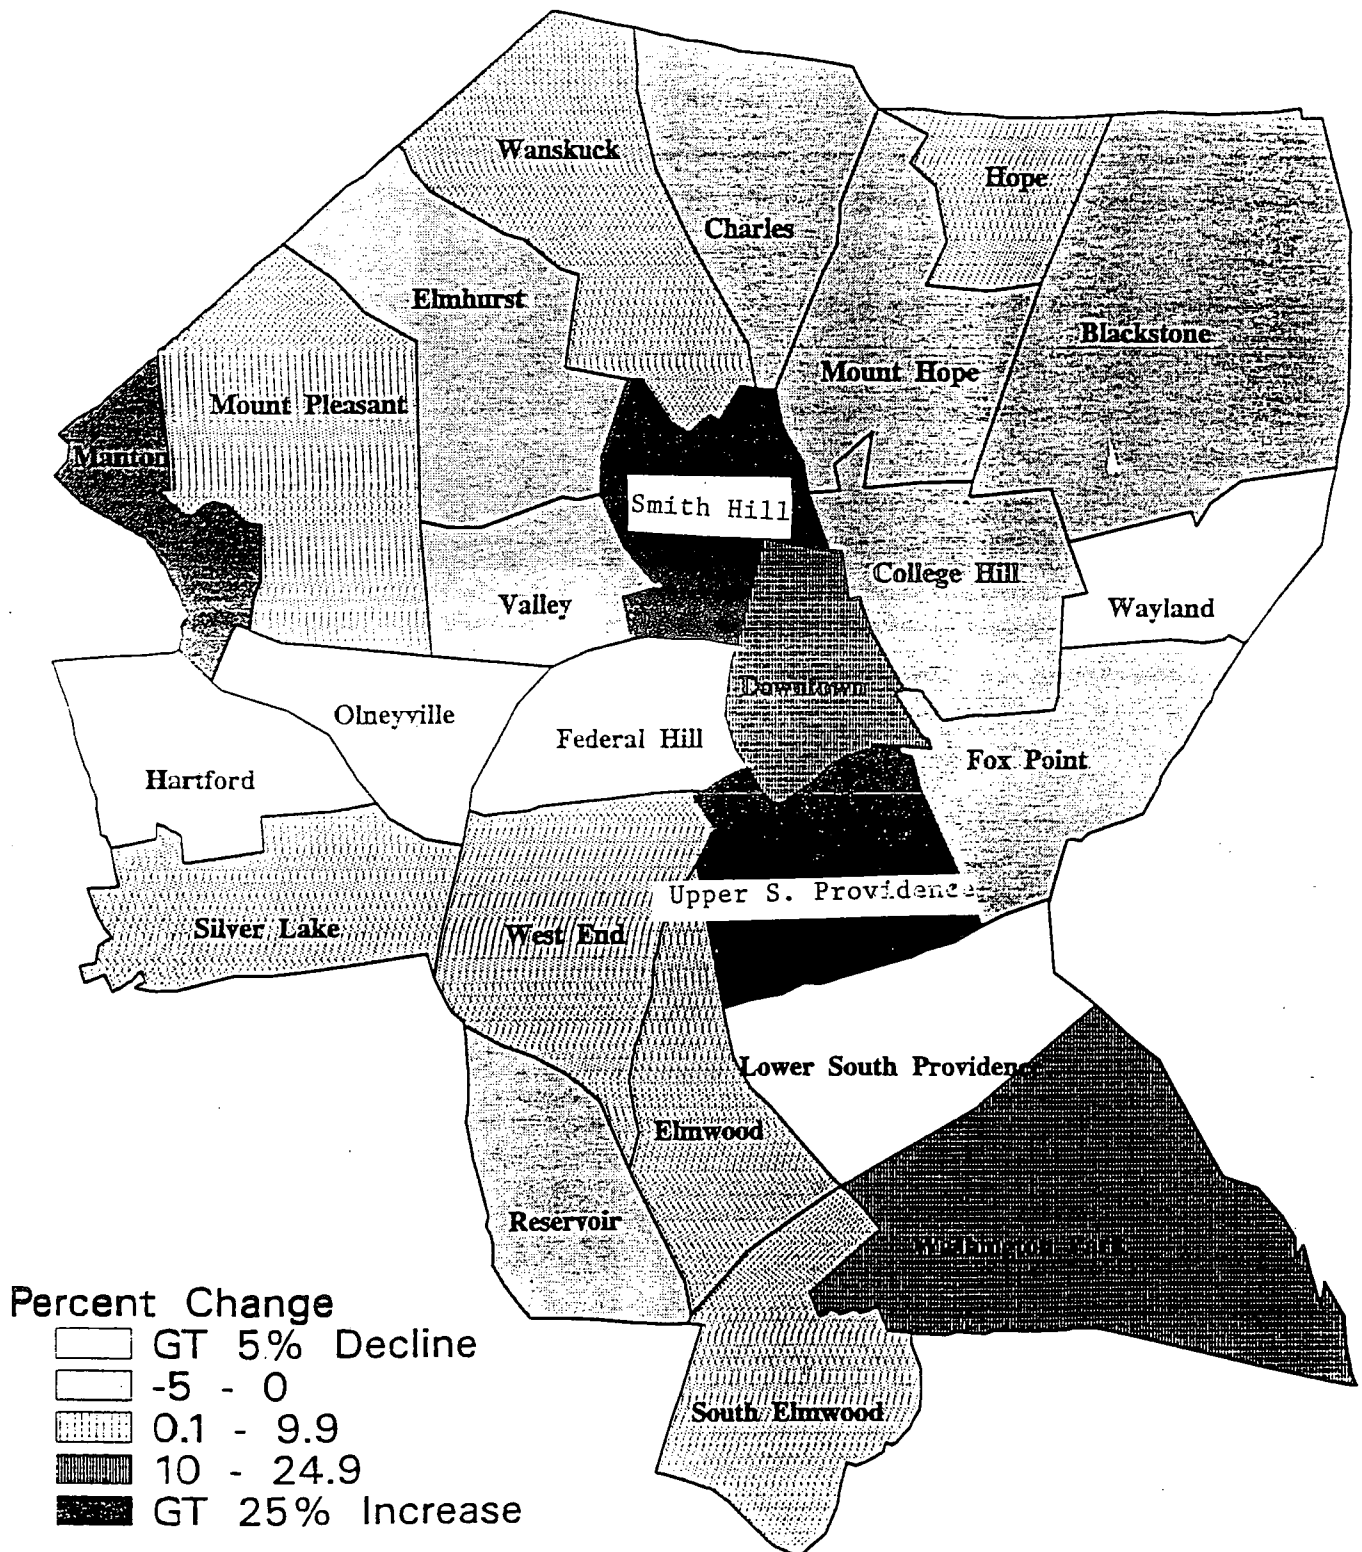 Wanskuck
Hope
Charles
Elmhurst
Blackstone
Mount Hope
Mount Pleasant
Manton
Smith Hill
College Hill
Valley
Wayland
Downtown
Olneyville
Federal Hill
Fox Point
Hartford
Upper S. Providence
Silver Lake
West End
Lower South Providence
Elmwood
Reservoir
Washington Park
Percent Change
GT 5% Decline
-5 - 0
0.1 - 9.9
South Elmwood
10 - 24.9
GT 25% Increase